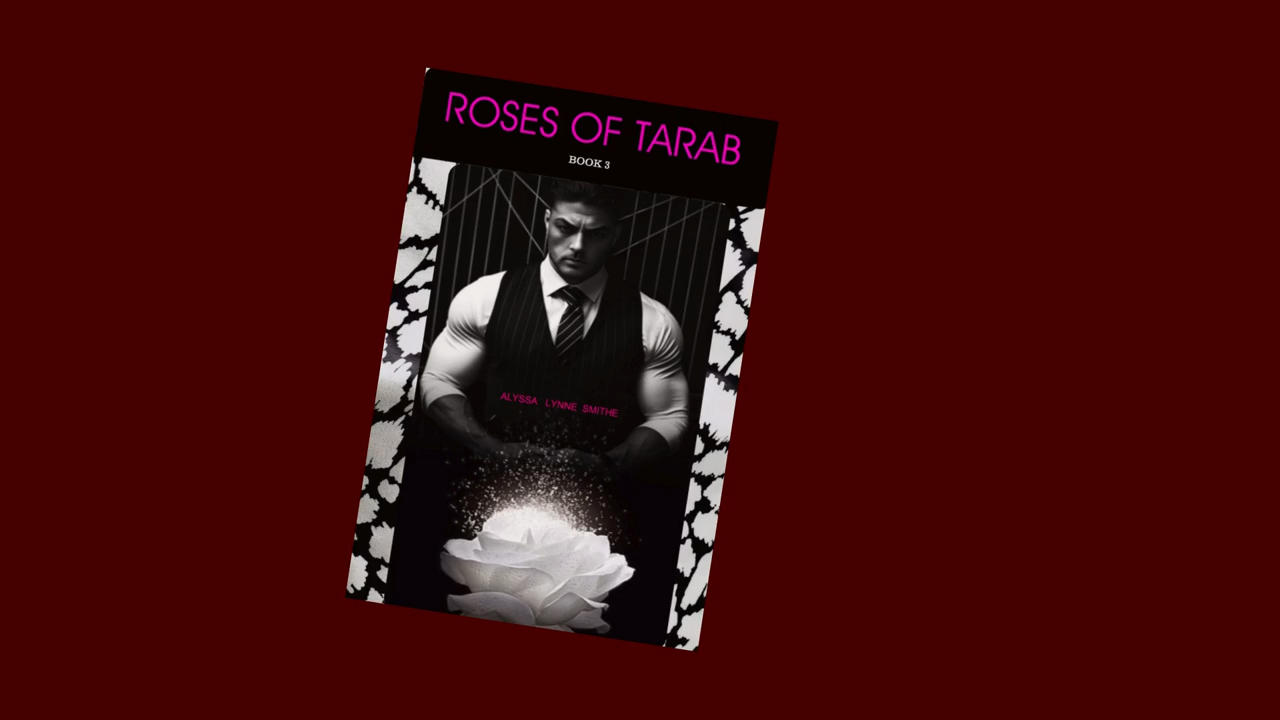 ROSES OF TARAB
BOOK 3
ALYSSA LYNNE SMITHE